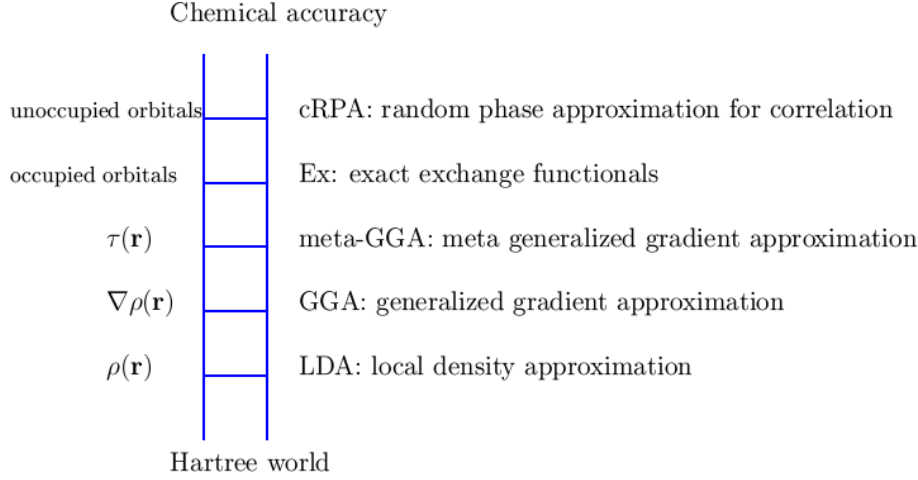 Chemical accuracy
unoccupied orbitals cRPA: random phase approximation for correlation
occupied orbitals Ex: exact exchange functionals
τ(r) meta-GGA: meta generalized gradient approximation
∇ρ(r) GGA: generalized gradient approximation
ρ(r) LDA: local density approximation
Hartree world